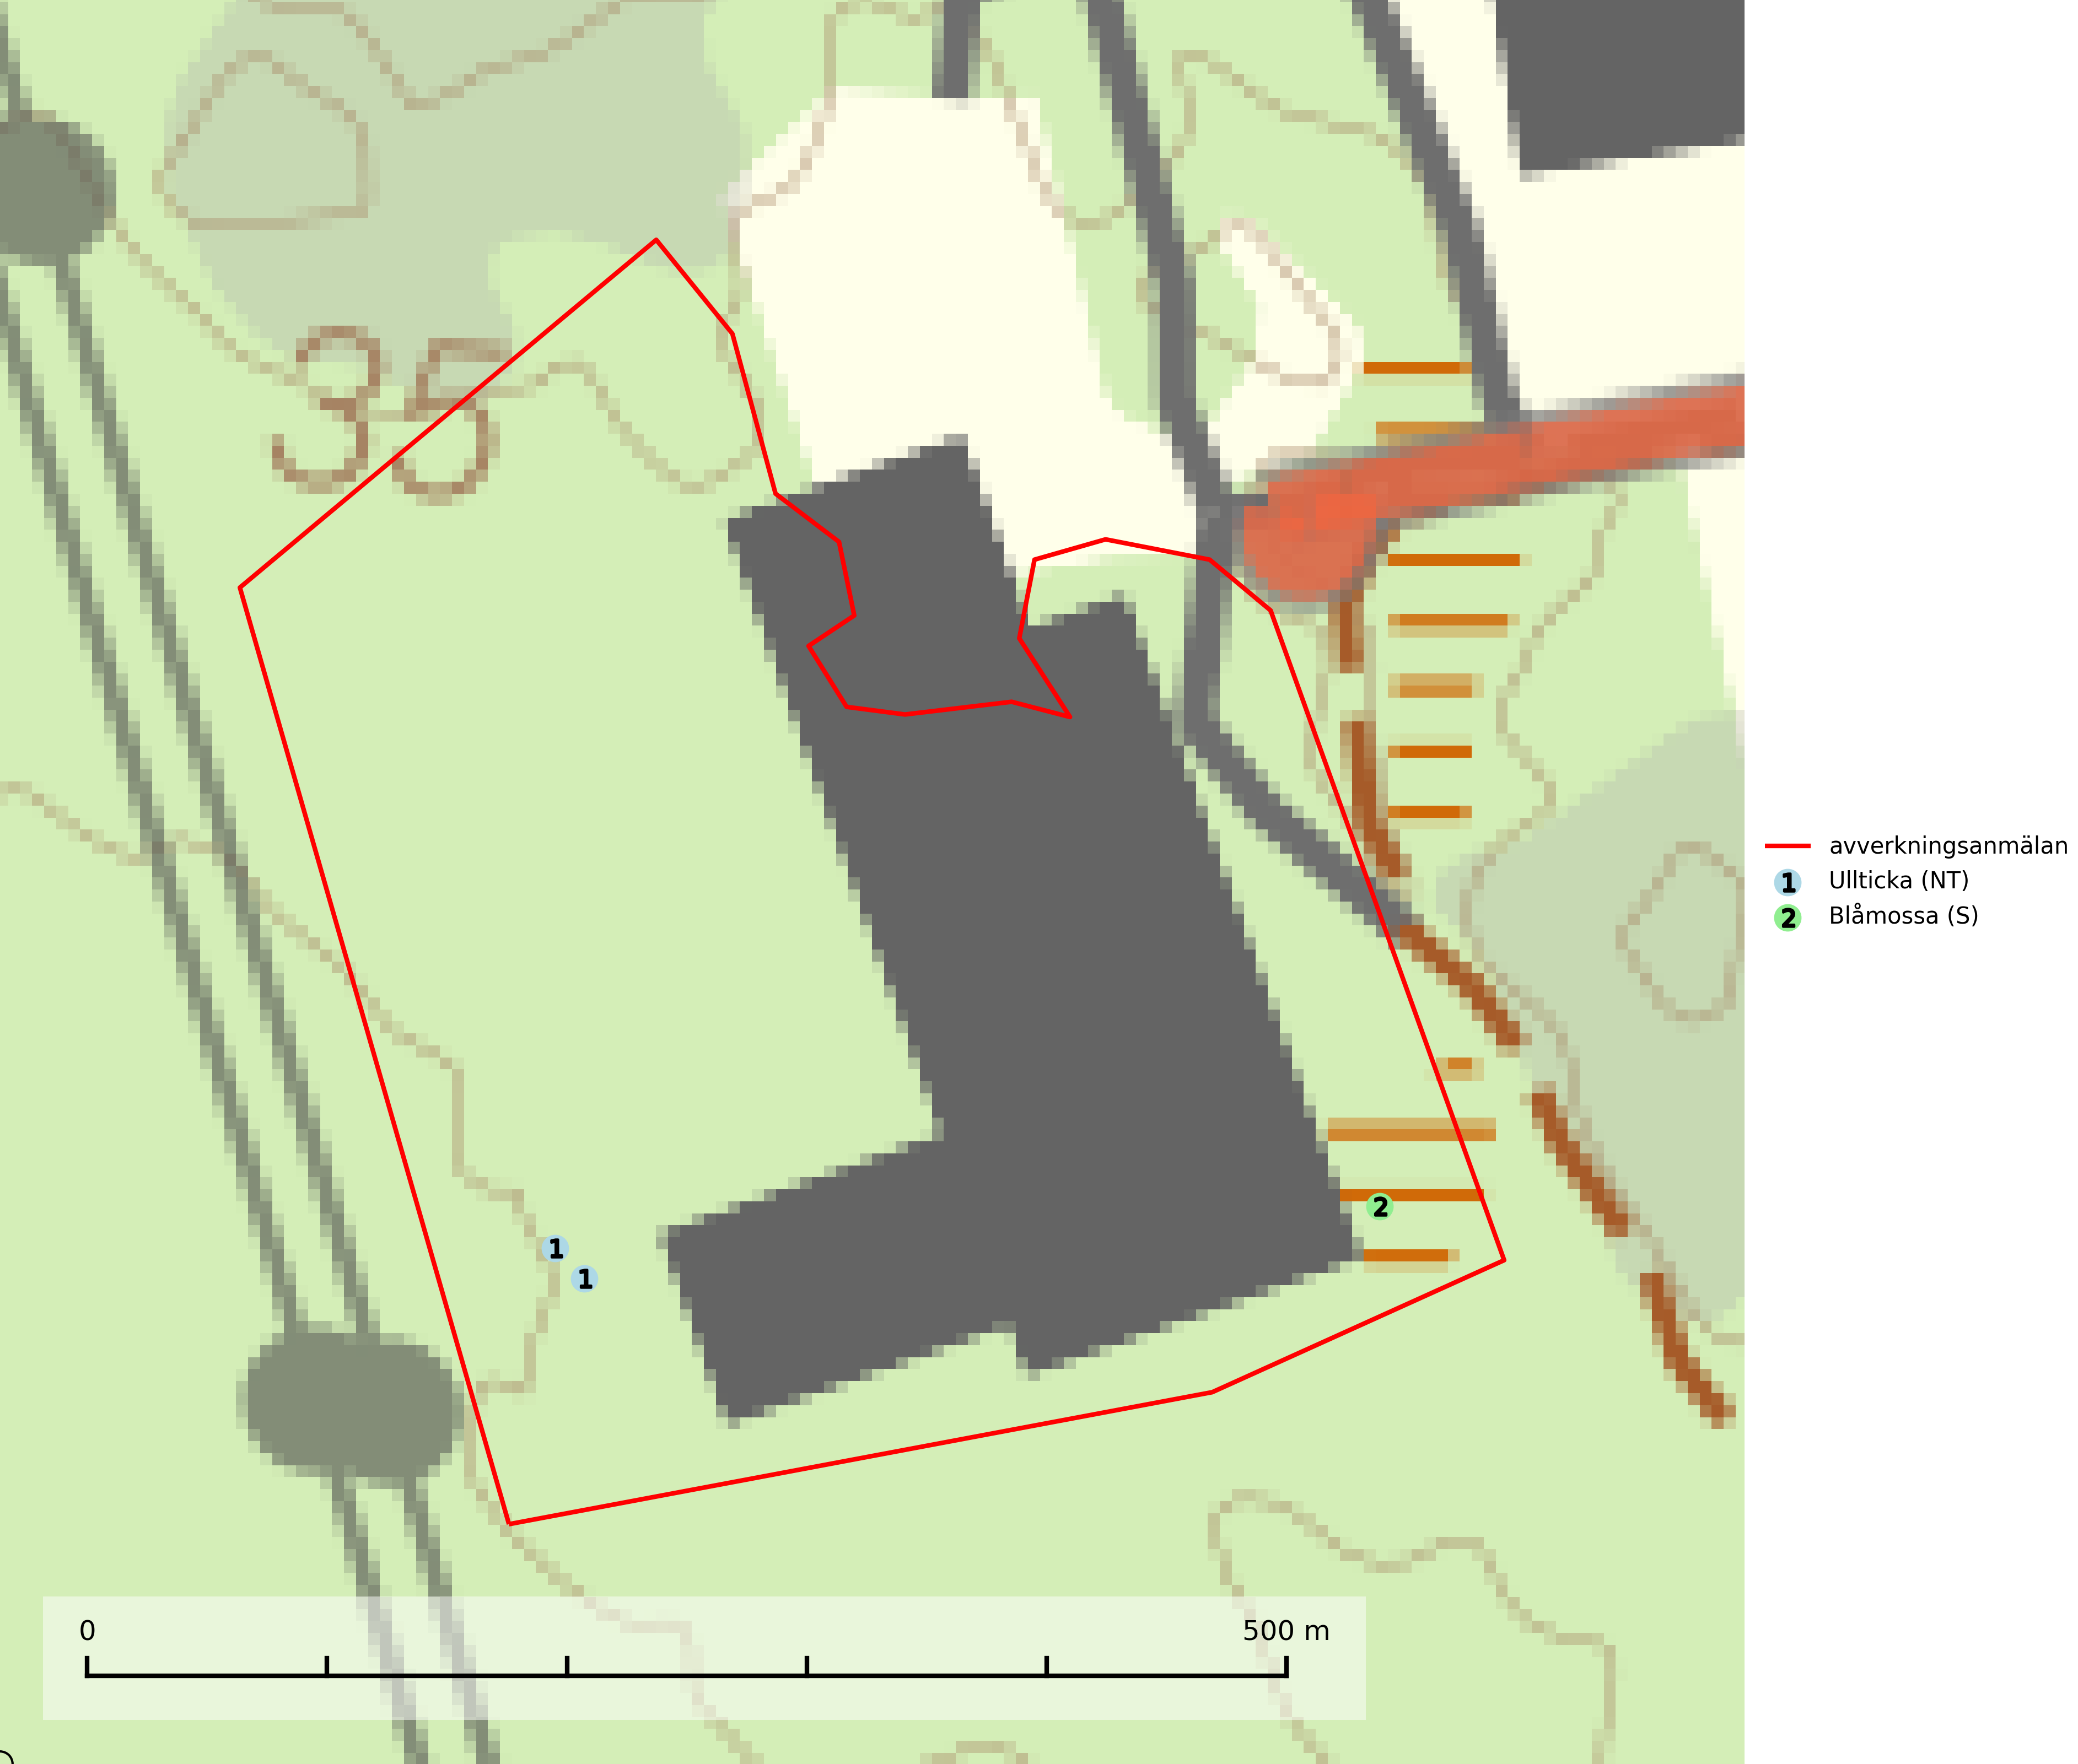 35
avverkningsanmälan
1 Ullticka (NT)
2 Blåmossa (S)
2
1
1
0 500 m